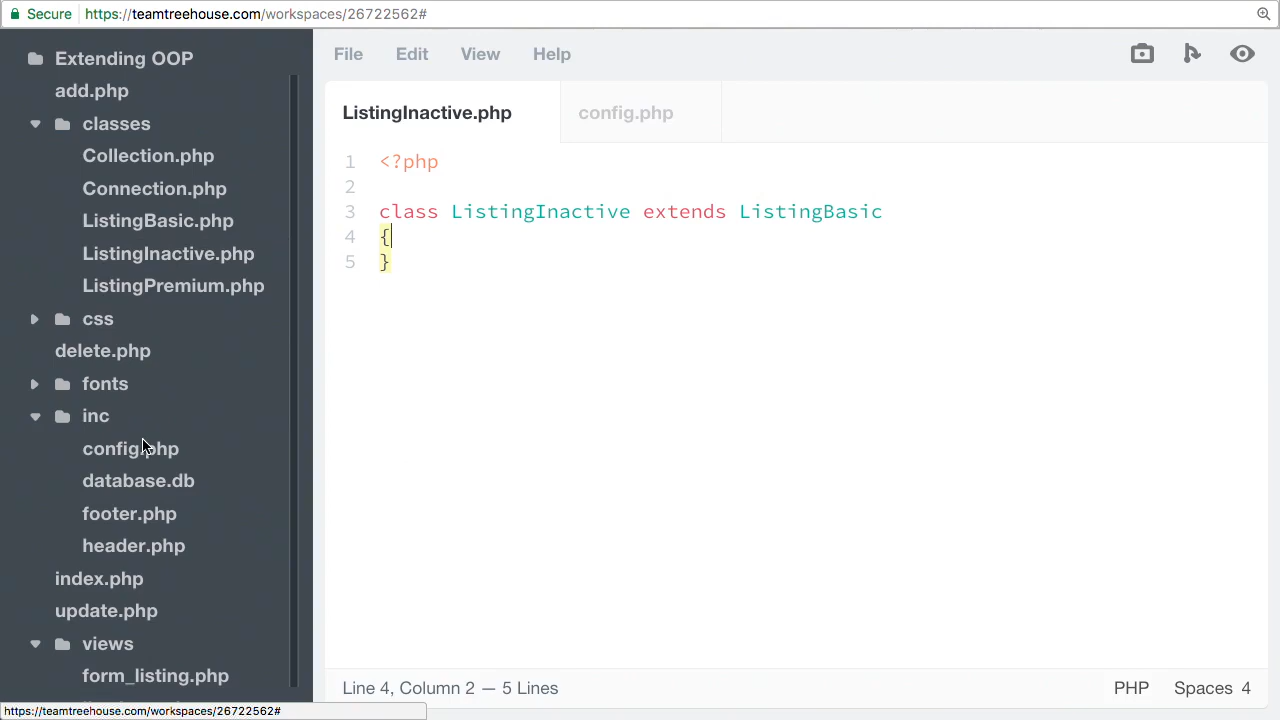 Secure https://teamtreehouse.com/workspaces/26722562#
Extending OOP
add.php
classes
Collection.php
Connection.php
ListingBasic.php
ListingInactive.php
ListingPremium.php
css
delete.php
fonts
inc
config.php
database.db
footer.php
header.php
index.php
update.php
views
form_listing.php
https://teamtreehouse.com/workspaces/26722562#
File Edit View Help
ListingInactive.php config.php
1 <?php
2
3 class ListingInactive extends ListingBasic
4 {
5 }
Line 4, Column 2 — 5 Lines PHP Spaces 4